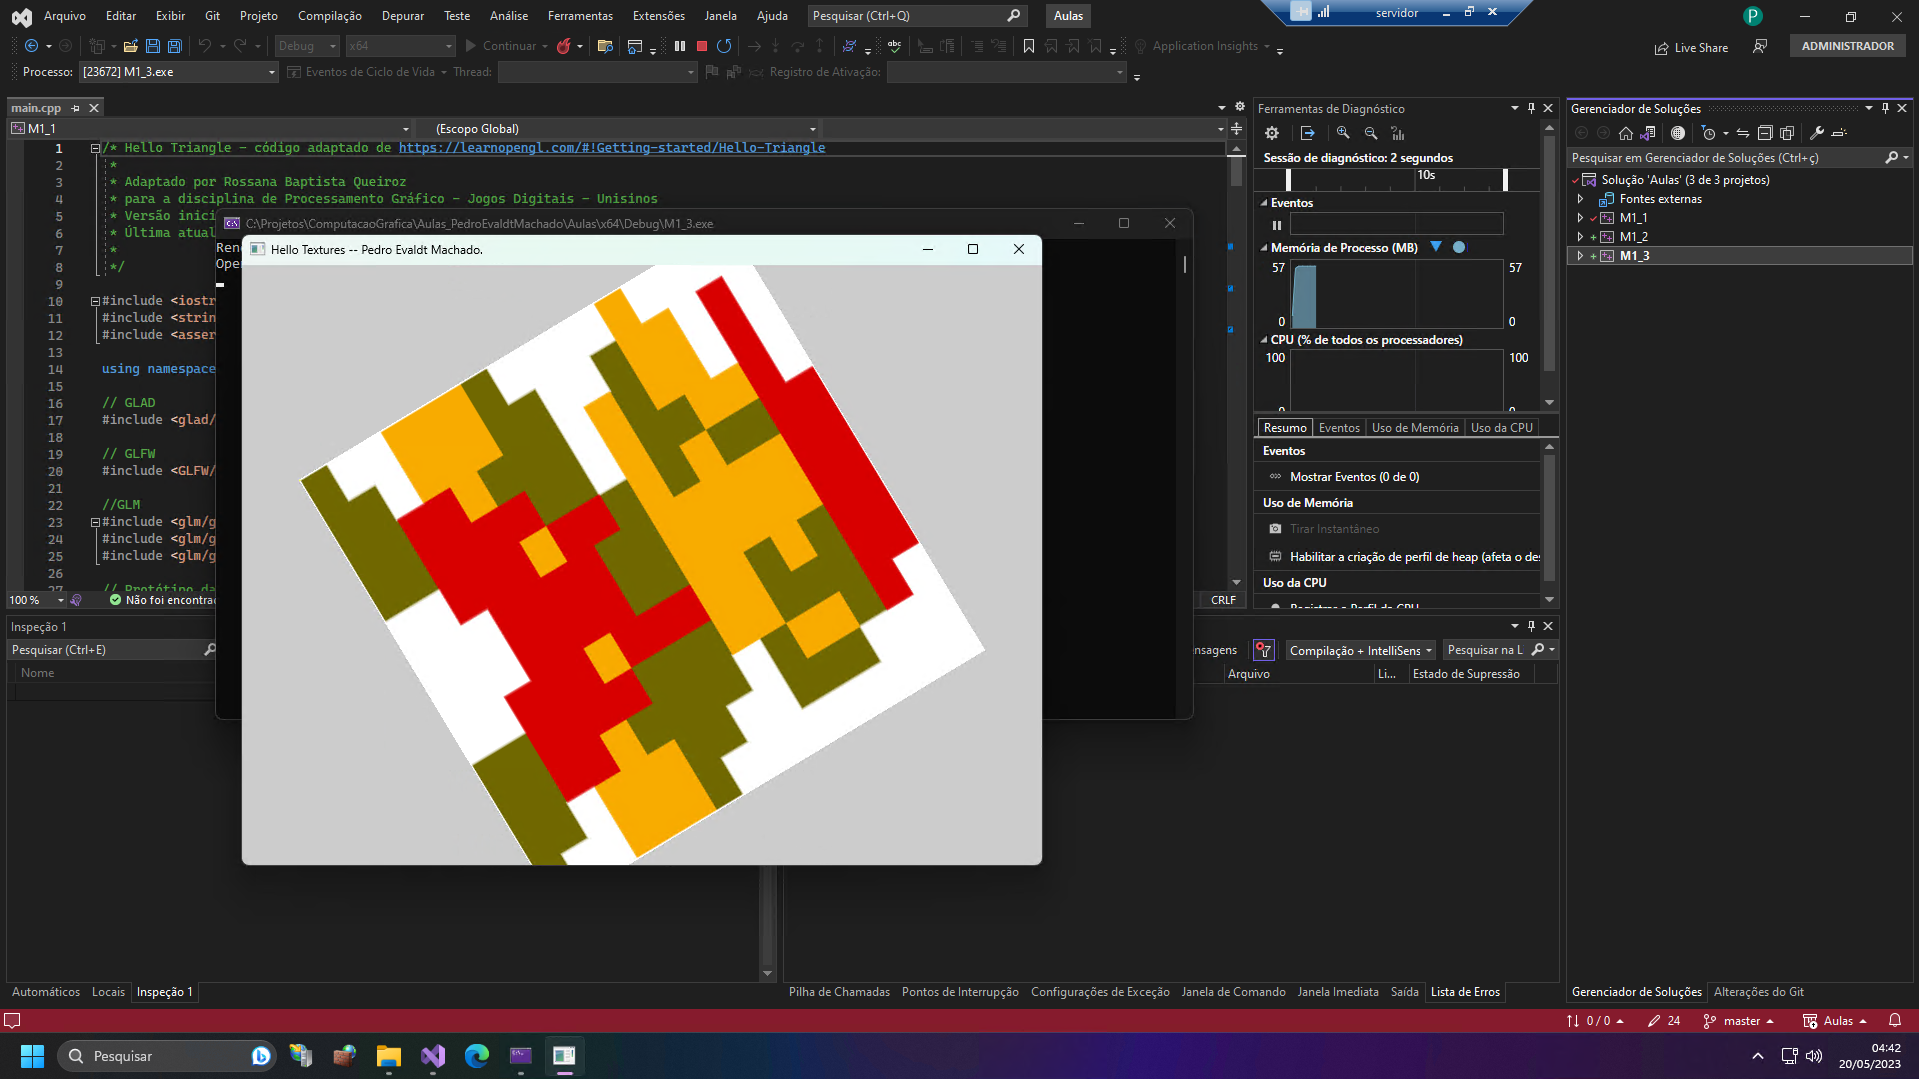 Arquivo Editar Exibir Git Projeto Compilação Depurar Teste Análise Ferramentas Extensões Janela Ajuda Pesquisar (Ctrl+Q) Aulas
servidor
P
Debug x64 Continuar Application Insights Live Share ADMINISTRADOR
Processo: [23672] M1_3.exe Eventos de Ciclo de Vida Thread: Registro de Ativação:
main.cpp
M1_1 (Escopo Global)
1 /* Hello Triangle - código adaptado de https://learnopengl.com/#!Getting-started/Hello-Triangle
2 *
3 * Adaptado por Rossana Baptista Queiroz
4 * para a disciplina de Processamento Gráfico - Jogos Digitais - Unisinos
5 * Versão inici
6 * Última atual
7 *
8 */
9
10 #include <iostr
11 #include <strin
12 #include <asser
13
14 using namespace
15
16 // GLAD
17 #include <glad/
18
19 // GLFW
20 #include <GLFW/
21
22 //GLM
23 #include <glm/g
24 #include <glm/g
25 #include <glm/g
26
27 // Protótipo da
100 % Não foi encontrad CRLF
C:\Projetos\ComputacaoGrafica\Aulas_PedroEvaldtMachado\Aulas\x64\Debug\M1_3.exe
Ren
Ope
Hello Textures -- Pedro Evaldt Machado.
Ferramentas de Diagnóstico
Sessão de diagnóstico: 2 segundos
10s
Eventos
Memória de Processo (MB)
57 57
0 0
CPU (% de todos os processadores)
100 100
0 0
Resumo Eventos Uso de Memória Uso da CPU
Eventos
Mostrar Eventos (0 de 0)
Uso de Memória
Tirar Instantâneo
Habilitar a criação de perfil de heap (afeta o des
Uso da CPU
Registrar o Perfil da CPU
Gerenciador de Soluções
Pesquisar em Gerenciador de Soluções (Ctrl+ç)
Solução 'Aulas' (3 de 3 projetos)
Fontes externas
M1_1
M1_2
M1_3
Inspeção 1
Pesquisar (Ctrl+E)
Nome
nsagens Compilação + IntelliSens Pesquisar na L
Arquivo Li... Estado de Supressão
Automáticos Locais Inspeção 1
Pilha de Chamadas Pontos de Interrupção Configurações de Exceção Janela de Comando Janela Imediata Saída Lista de Erros
Gerenciador de Soluções Alterações do Git
0 / 0 24 master Aulas
Pesquisar
04:42
20/05/2023